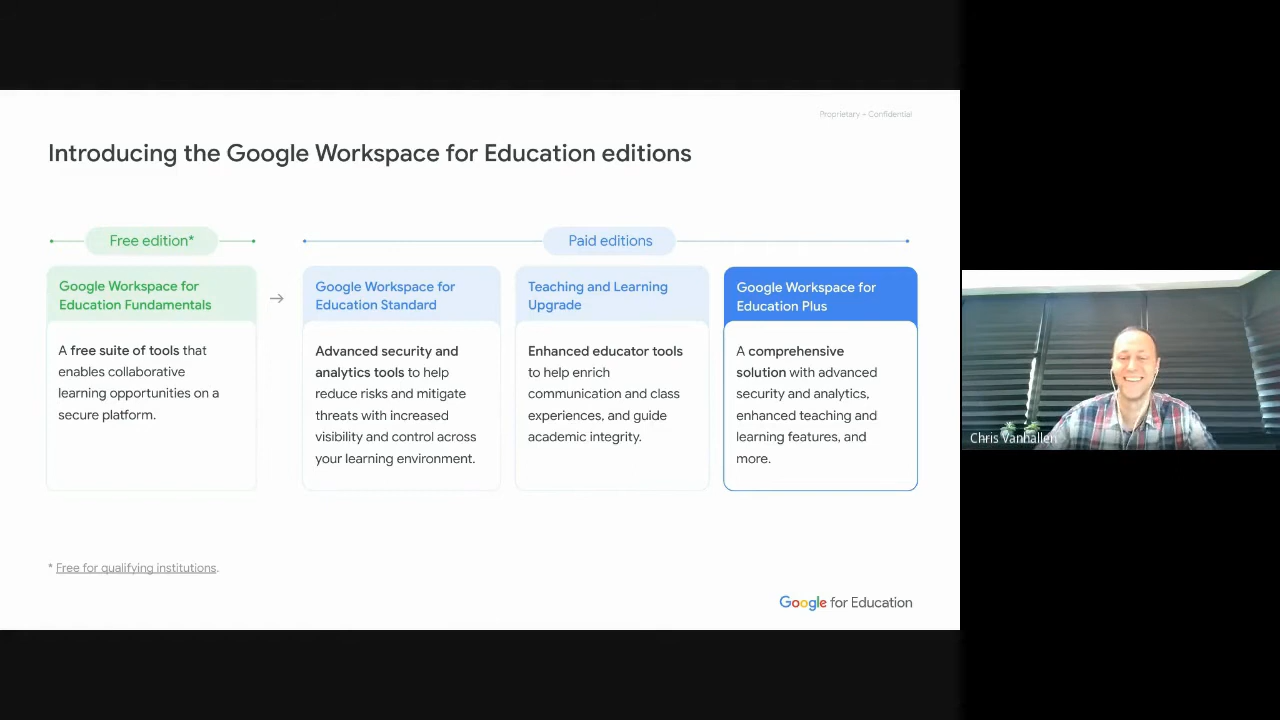 Proprietary + Confidential
Introducing the Google Workspace for Education editions
Free edition*
Paid editions
Google Workspace for
Education Fundamentals
A free suite of tools that
enables collaborative
learning opportunities on a
secure platform.
Google Workspace for
Education Standard
Advanced security and
analytics tools to help
reduce risks and mitigate
threats with increased
visibility and control across
your learning environment.
Teaching and Learning
Upgrade
Enhanced educator tools
to help enrich
communication and class
experiences, and guide
academic integrity.
Google Workspace for
Education Plus
A comprehensive
solution with advanced
security and analytics,
enhanced teaching and
learning features, and
more.
* Free for qualifying institutions.
Google for Education
Chris Vanhallen